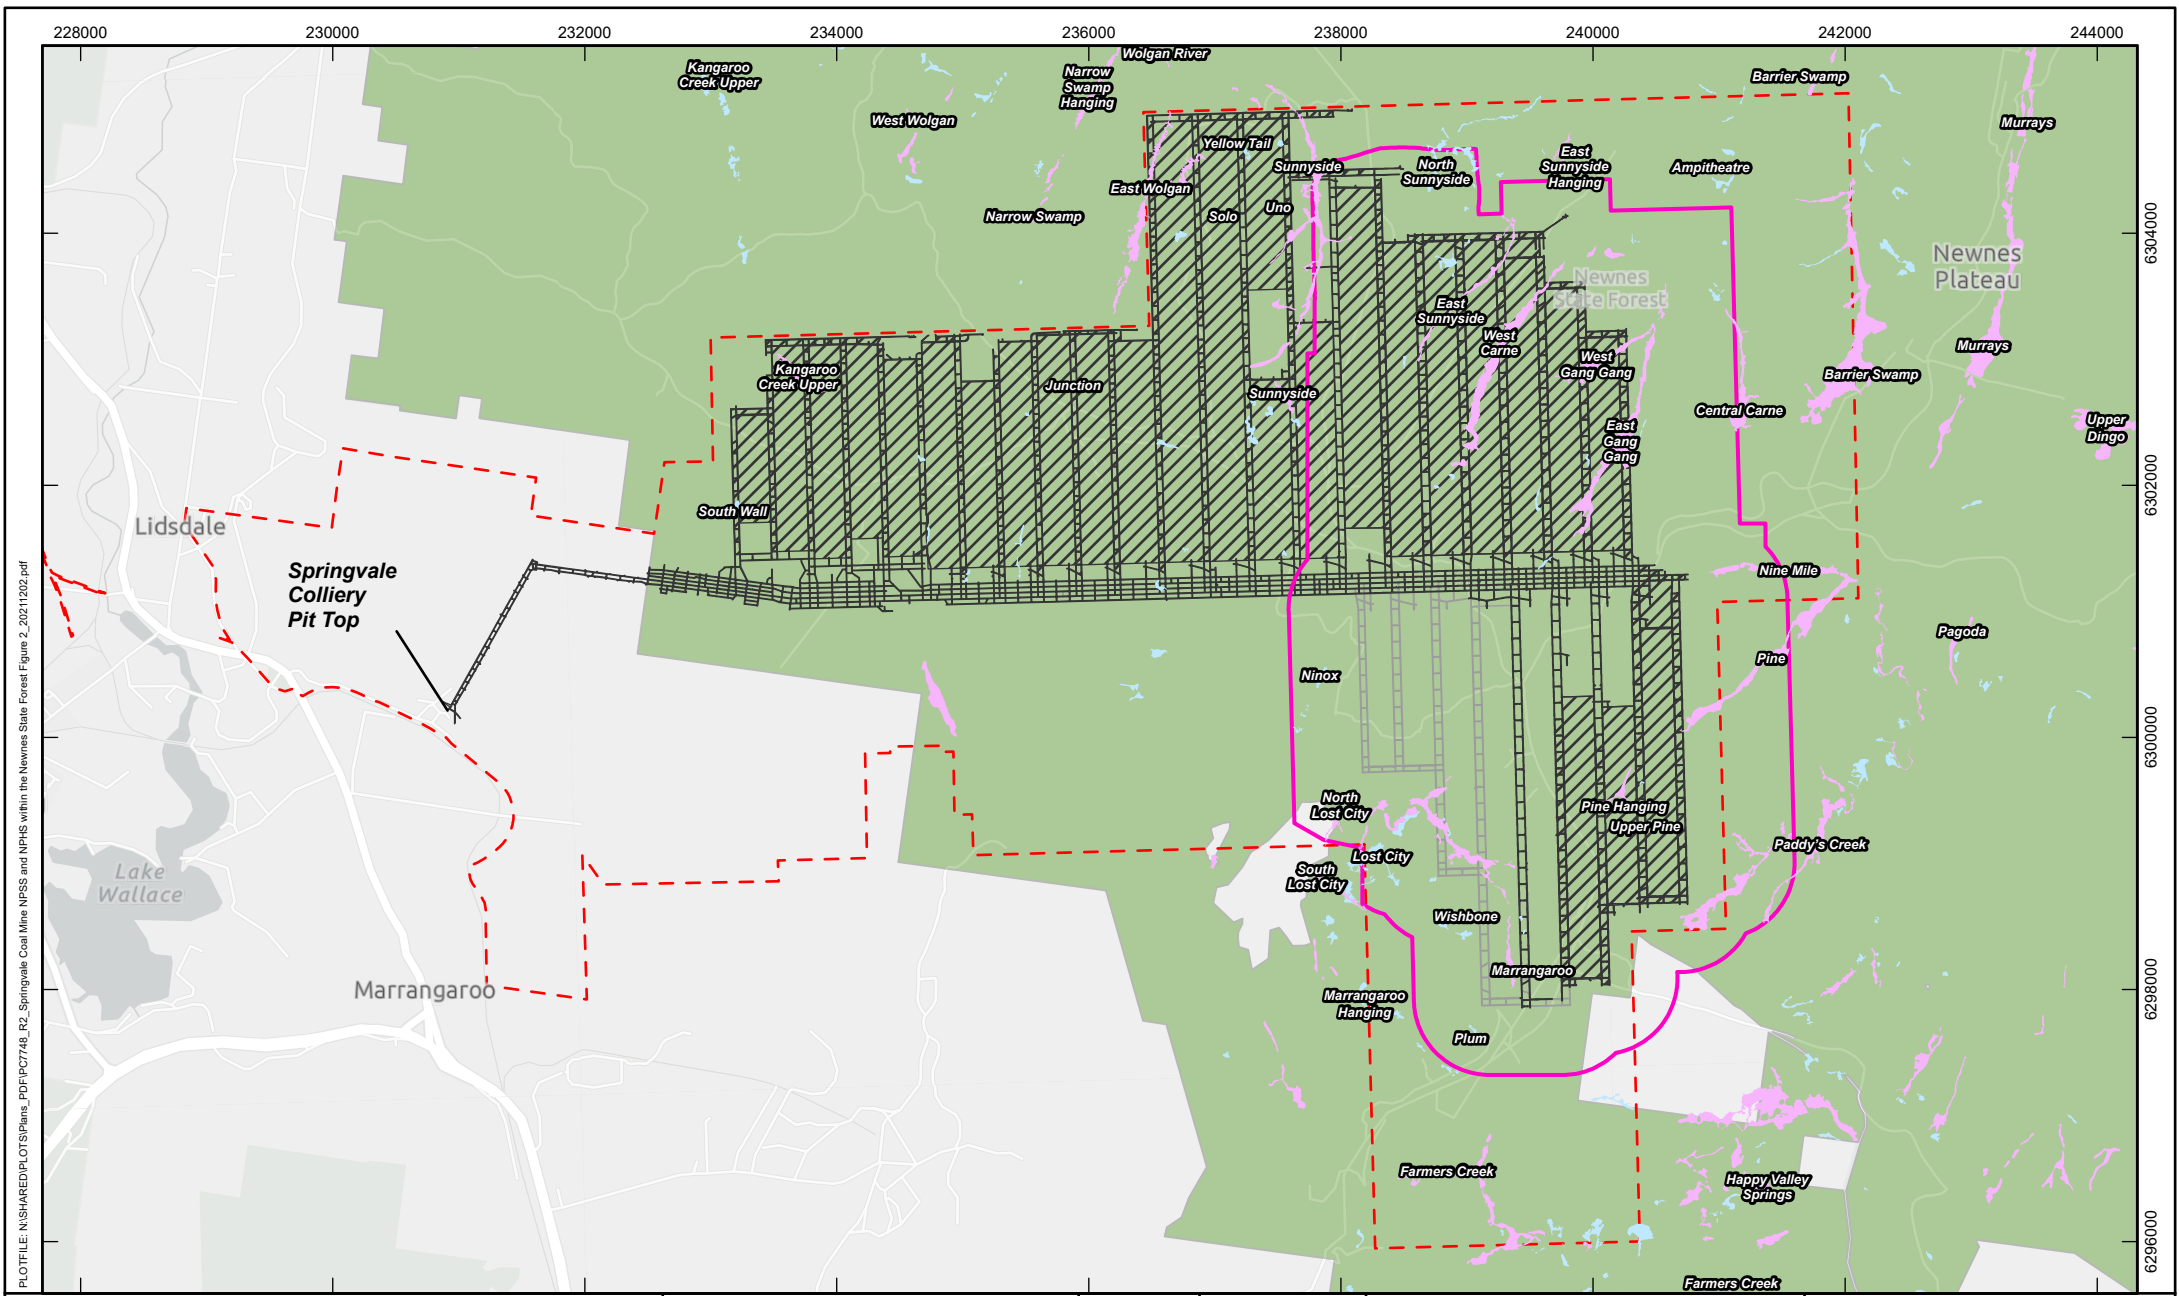 228000
230000
232000
234000
236000
238000
240000
242000
244000
Wolgan River
Kangaroo
Creek Upper
Narrow
Swamp
Hanging
Barrier Swamp
West Wolgan
Murrays
Yellow Tail
Sunnyside
North
Sunnyside
East
Sunnyside
Hanging
Ampitheatre
East Wolgan
Narrow Swamp
Solo
Uno
6304000
Newnes
Plateau
Newnes
State Forest
East
Sunnyside
West
Carne
Murrays
Kangaroo
Creek Upper
Junction
Sunnyside
West
Gang Gang
Barrier Swamp
Central Carne
East
Gang
Gang
Upper
Dingo
6302000
South Wall
Lidsdale
Springvale
Colliery
Pit Top
Nine Mile
Pagoda
Pine
Ninox
6300000
North
Lost City
Pine Hanging
Upper Pine
Paddy's Creek
Lost City
South
Lost City
Lake
Wallace
Wishbone
Marrangaroo
Marrangaroo
Marrangaroo
Hanging
6298000
Plum
Farmers Creek
Happy Valley
Springs
6296000
Farmers Creek
PLOTFILE: N:\SHARED\PLOTS\Plans_PDF\PC7748_R2_Springvale Coal Mine NPSS and NPHS within the Newnes State Forest Figure 2_20211202.pdf